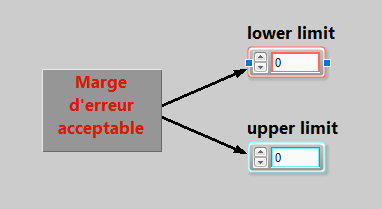 lower limit
0
Marge
d'erreur
acceptable
upper limit
0